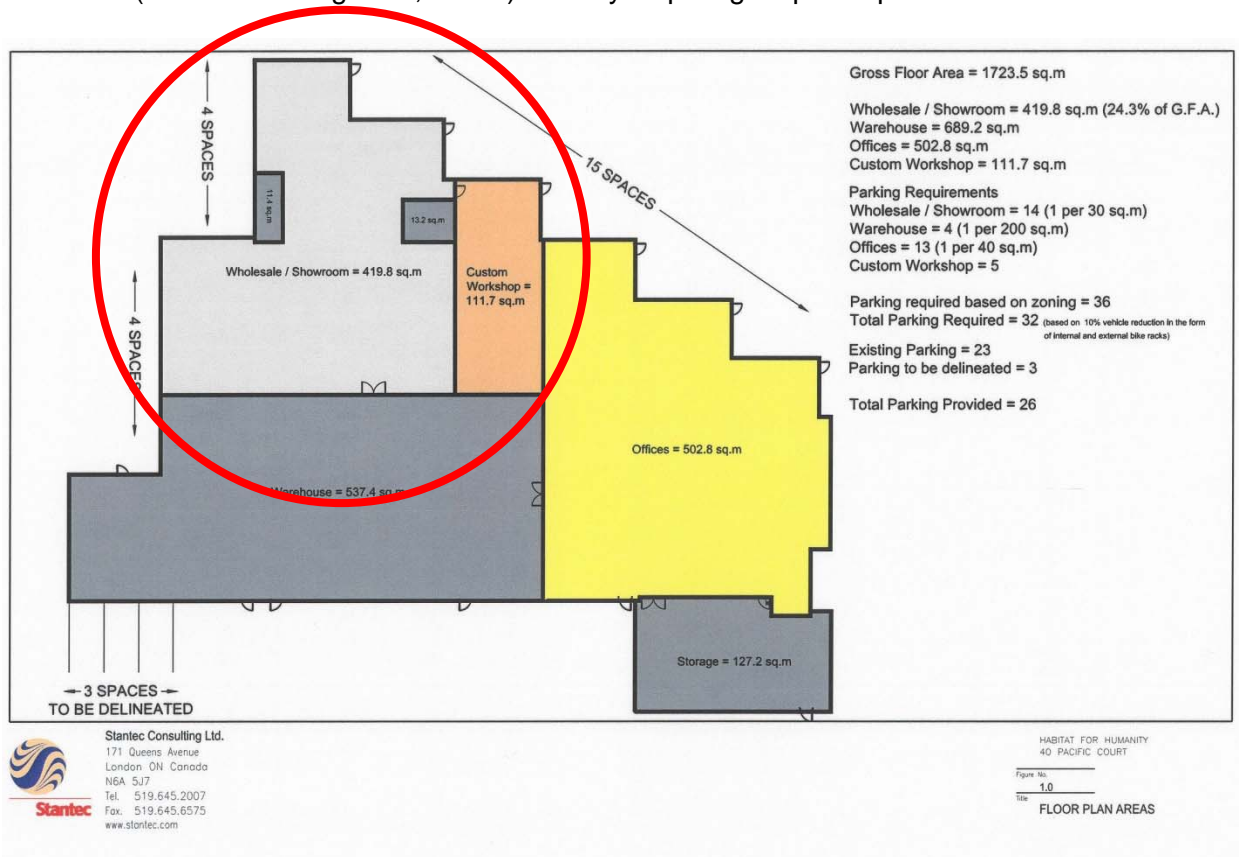 4 SPACES
15 SPACES
11.4 sq.m
13.2 sq.m
Wholesale / Showroom = 419.8 sq.m
Custom
Workshop =
111.7 sq.m
4 SPACES
Warehouse = 537.4 sq.m
Offices = 502.8 sq.m
Storage = 127.2 sq.m
3 SPACES
TO BE DELINEATED
Gross Floor Area = 1723.5 sq.m
Wholesale / Showroom = 419.8 sq.m (24.3% of G.F.A.)
Warehouse = 689.2 sq.m
Offices = 502.8 sq.m
Custom Workshop = 111.7 sq.m
Parking Requirements
Wholesale / Showroom = 14 (1 per 30 sq.m)
Warehouse = 4 (1 per 200 sq.m)
Offices = 13 (1 per 40 sq.m)
Custom Workshop = 5
Parking required based on zoning = 36
Total Parking Required = 32 (based on 10% vehicle reduction in the form
of internal and external bike racks)
Existing Parking = 23
Parking to be delineated = 3
Total Parking Provided = 26
Stantec
Stantec Consulting Ltd.
171 Queens Avenue
London ON Canada
N6A 5J7
Tel. 519.645.2007
Fax. 519.645.6575
www.stantec.com
HABITAT FOR HUMANITY
40 PACIFIC COURT
Figure No.
1.0
Title
FLOOR PLAN AREAS